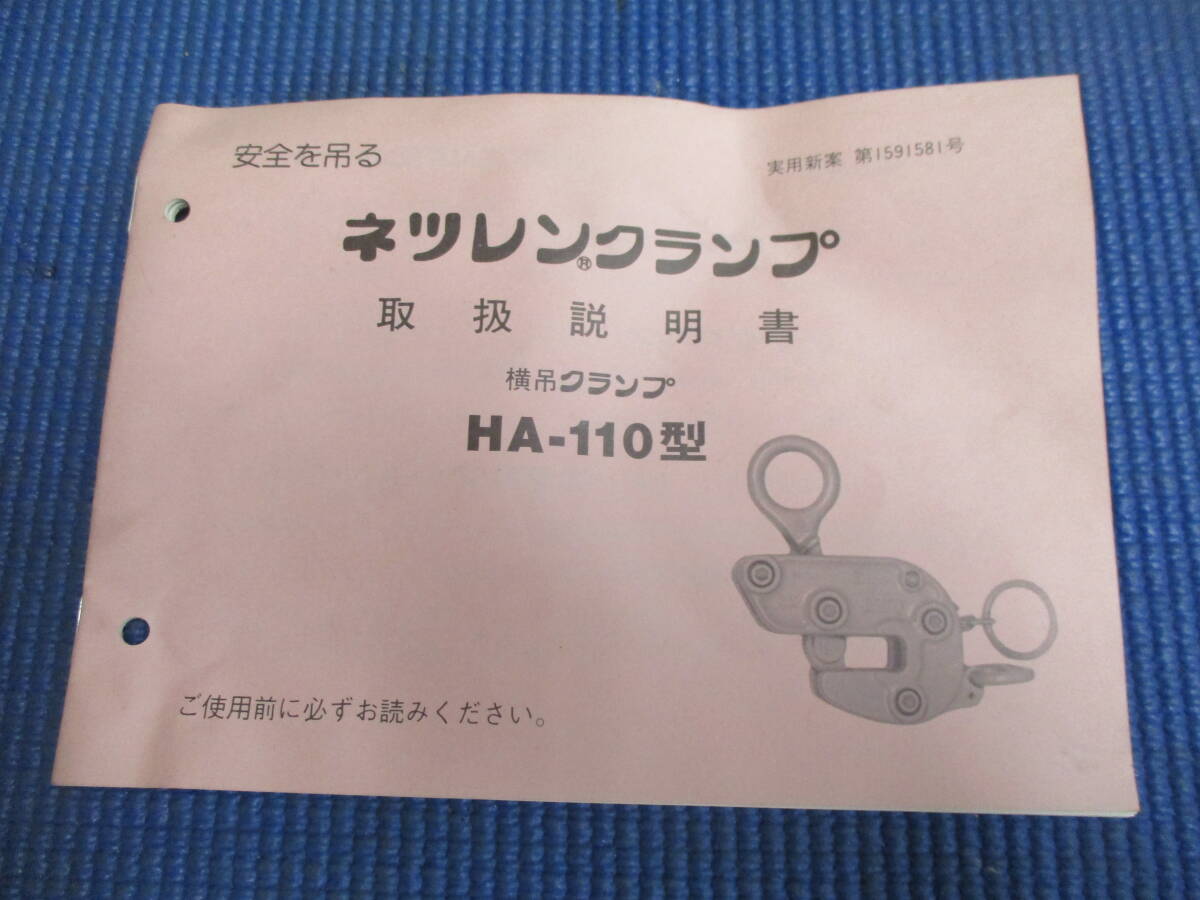 安全を吊る
実用新案 第1591581号
ネツレン®クランプ
取扱説明書
横吊クランプ
HA-110型
ご使用前に必ずお読みください。